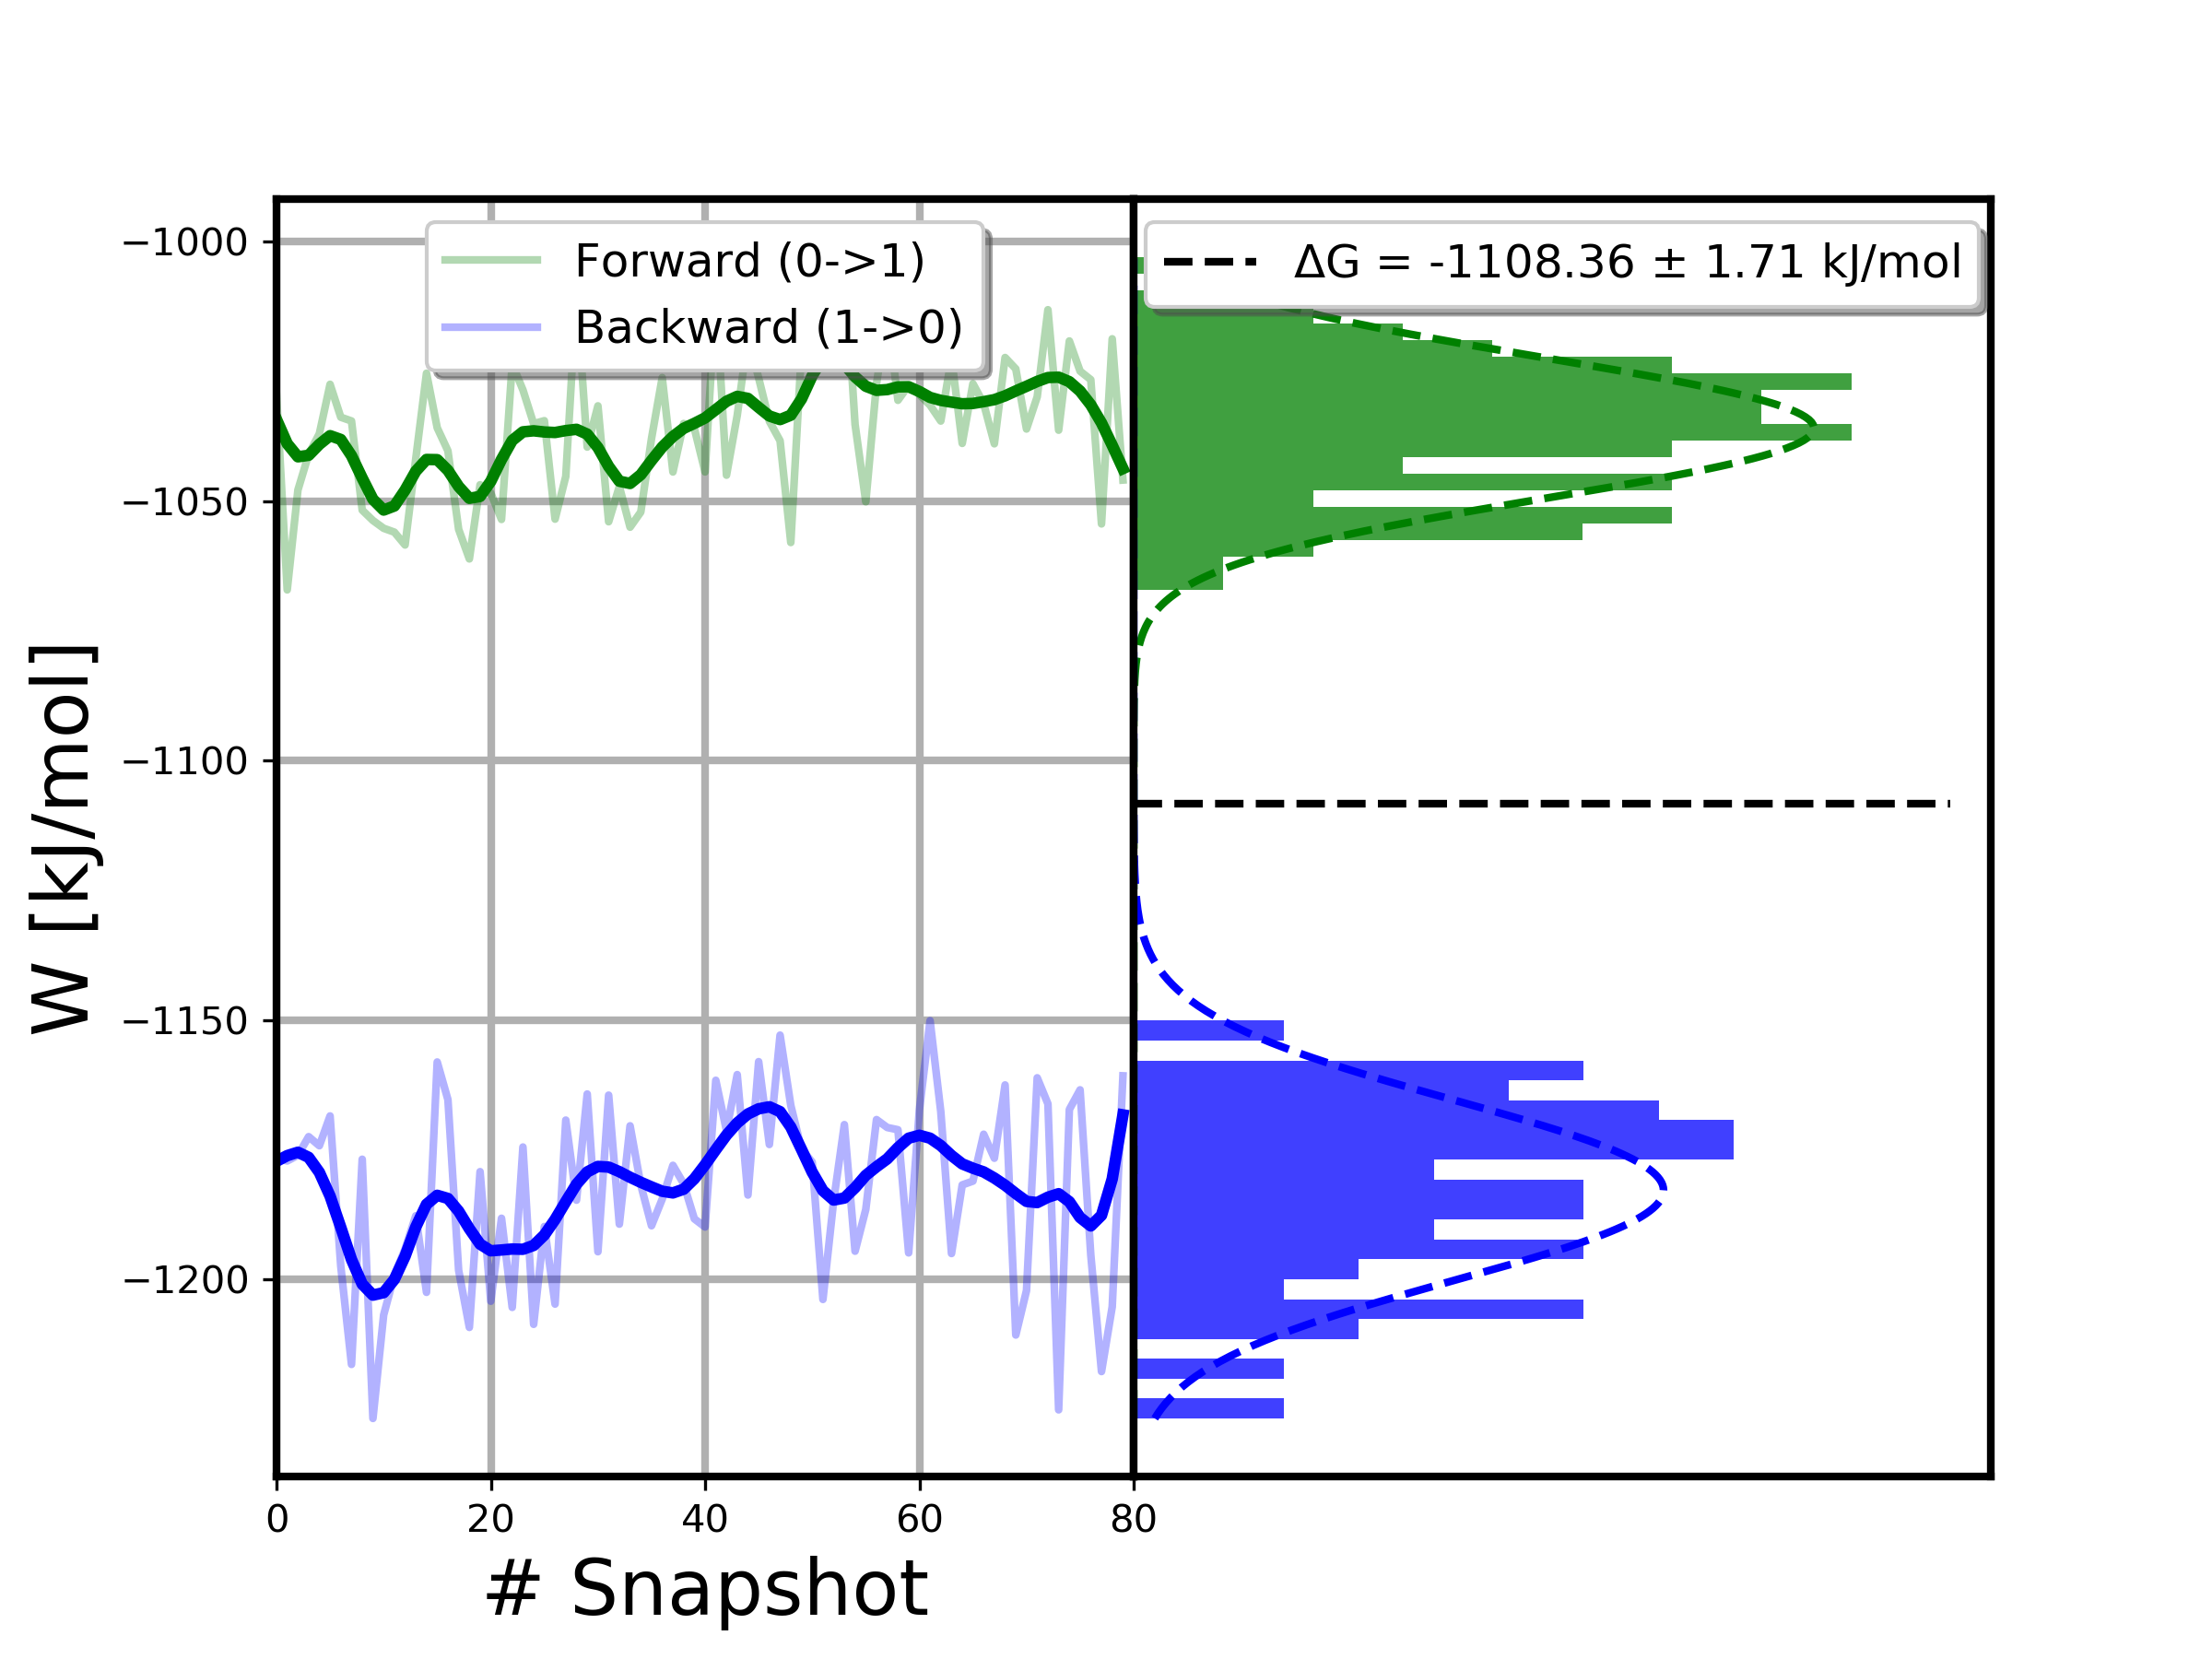 W [kJ/mol]
−1000
−1050
−1100
−1150
−1200
Forward (0->1)
Backward (1->0)
ΔG = -1108.36 ± 1.71 kJ/mol
0
20
40
60
80
# Snapshot